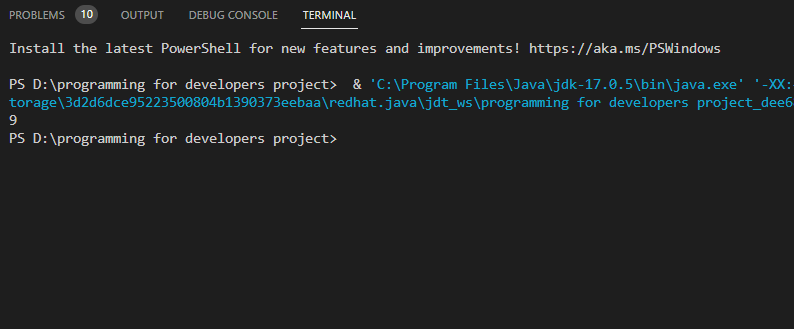 PROBLEMS 10 OUTPUT DEBUG CONSOLE TERMINAL
Install the latest PowerShell for new features and improvements! https://aka.ms/PSWindows
PS D:\programming for developers project>  & 'C:\Program Files\Java\jdk-17.0.5\bin\java.exe' '-XX:
torage\3d2d6dce95223500804b1390373eebaa\redhat.java\jdt_ws\programming for developers project_dee6
9
PS D:\programming for developers project>